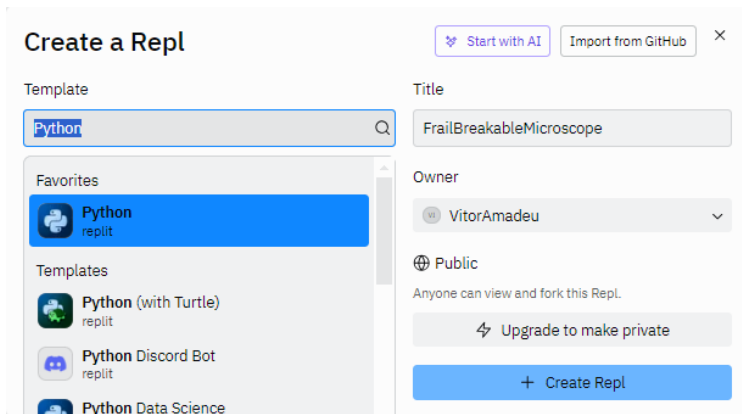 Create a Repl
Start with AI
Import from GitHub
Template
Python
Favorites
Python
replit
Templates
Python (with Turtle)
replit
Python Discord Bot
replit
Python Data Science
Title
FrailBreakableMicroscope
Owner
VitorAmadeu
Public
Anyone can view and fork this Repl.
Upgrade to make private
+ Create Repl